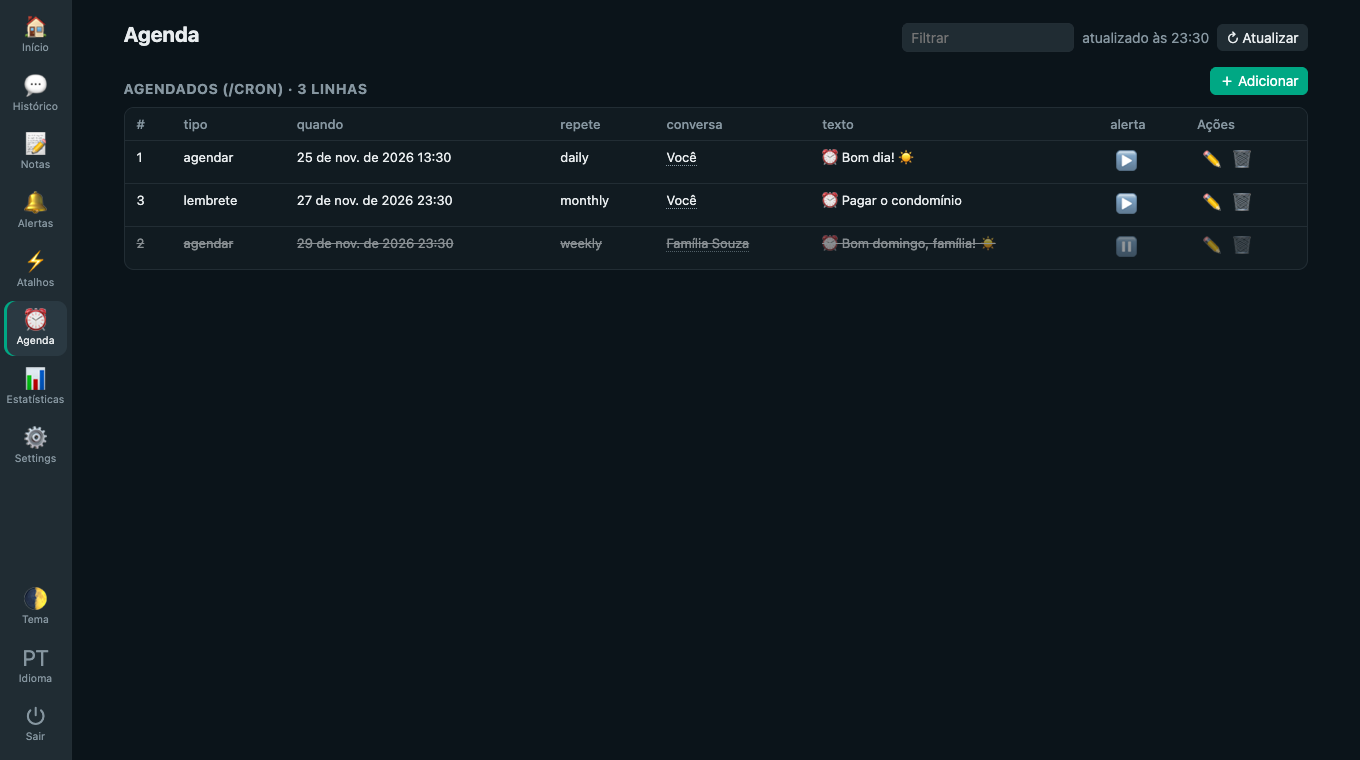 Início
Histórico
Notas
Alertas
Atalhos
Agenda
Estatísticas
Settings
Tema
PT
Idioma
Sair
Agenda
Filtrar
atualizado às 23:30
↻ Atualizar
AGENDADOS (/CRON) · 3 LINHAS
+ Adicionar
# tipo quando repete conversa texto alerta Ações
1 agendar 25 de nov. de 2026 13:30 daily Você ⏰ Bom dia! ☀️ ▶️ ✏️ 🗑️
3 lembrete 27 de nov. de 2026 23:30 monthly Você ⏰ Pagar o condomínio ▶️ ✏️ 🗑️
2 agendar 29 de nov. de 2026 23:30 weekly Família Souza ⏰ Bom domingo, família! ☀️ ⏸️ ✏️ 🗑️